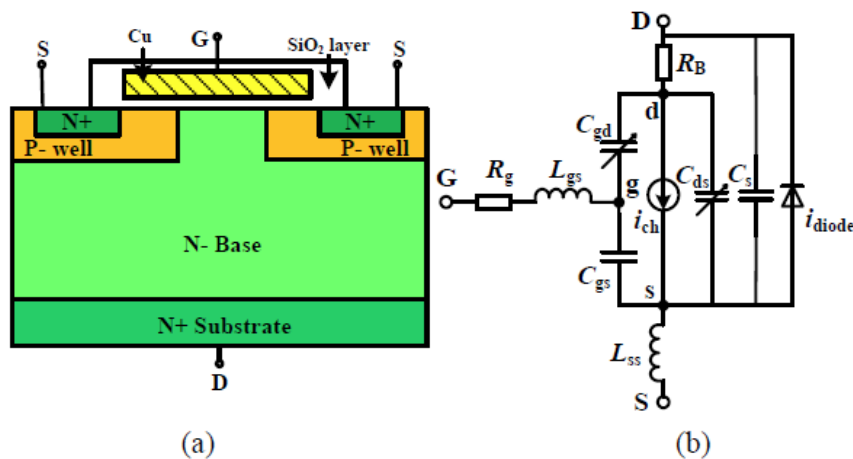 Cu
G
SiO₂ layer
S
S
N+
N+
P- well
P- well
N- Base
N+ Substrate
D
(a)
D
R_B
d
C_gd
G
R_g
L_gs
g
i_ch
C_ds
C_s
i_diode
C_gs
s
L_ss
S
(b)